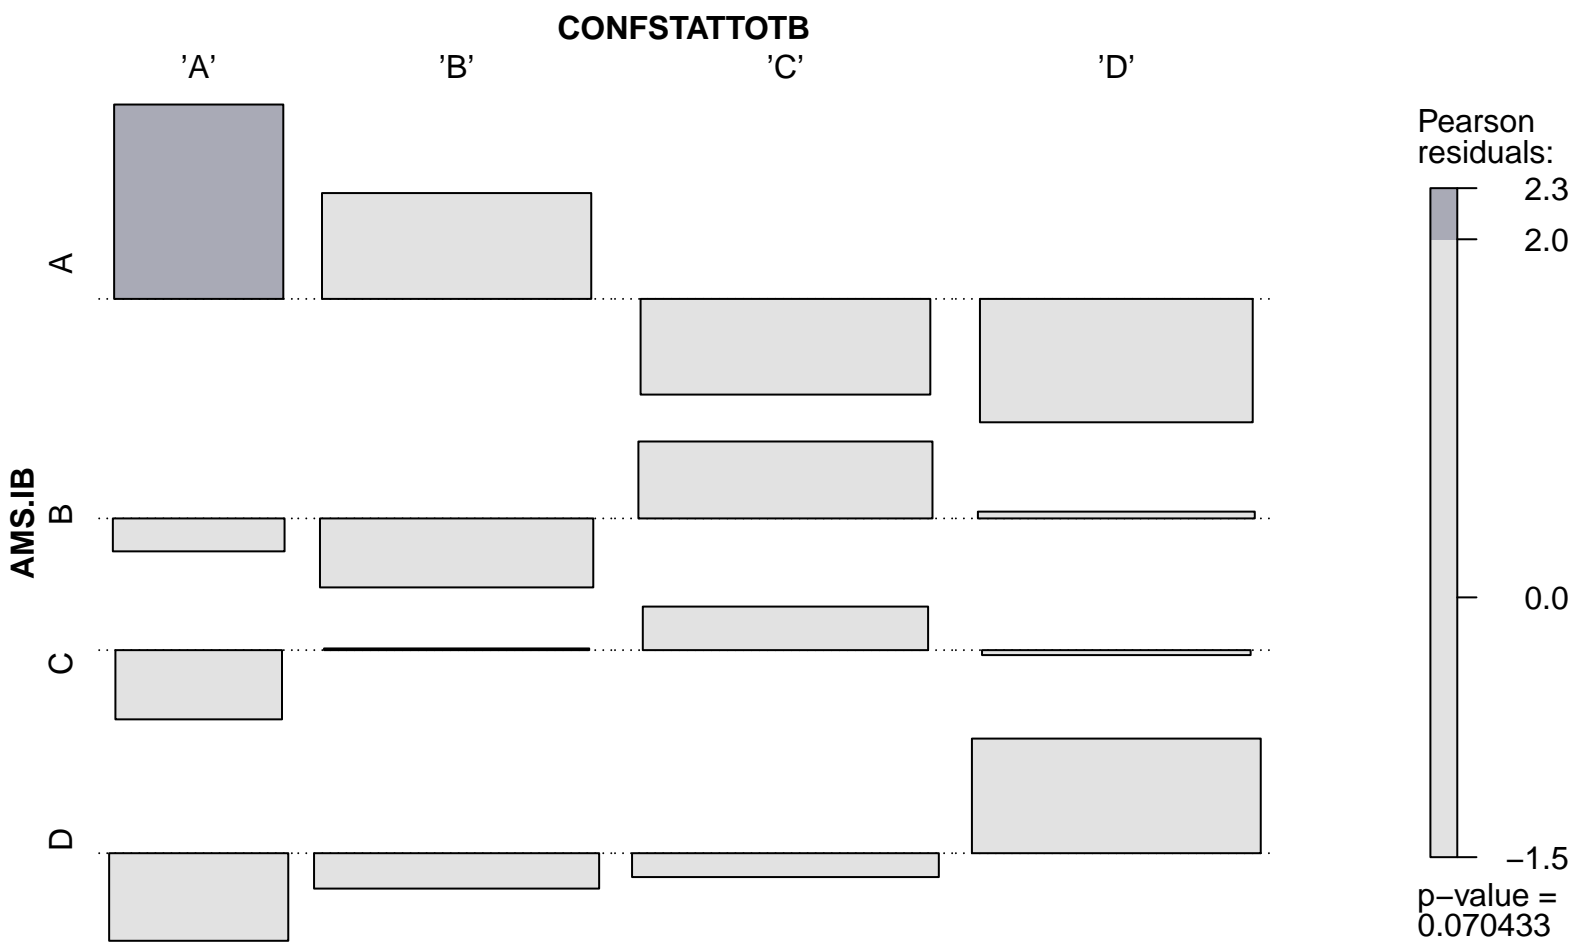 CONFSTATTOTB
’A’ ’B’ ’C’ ’D’
AMS.IB
A
B
C
D
Pearson
residuals:
2.3
2.0
0.0
−1.5
p−value =
0.070433